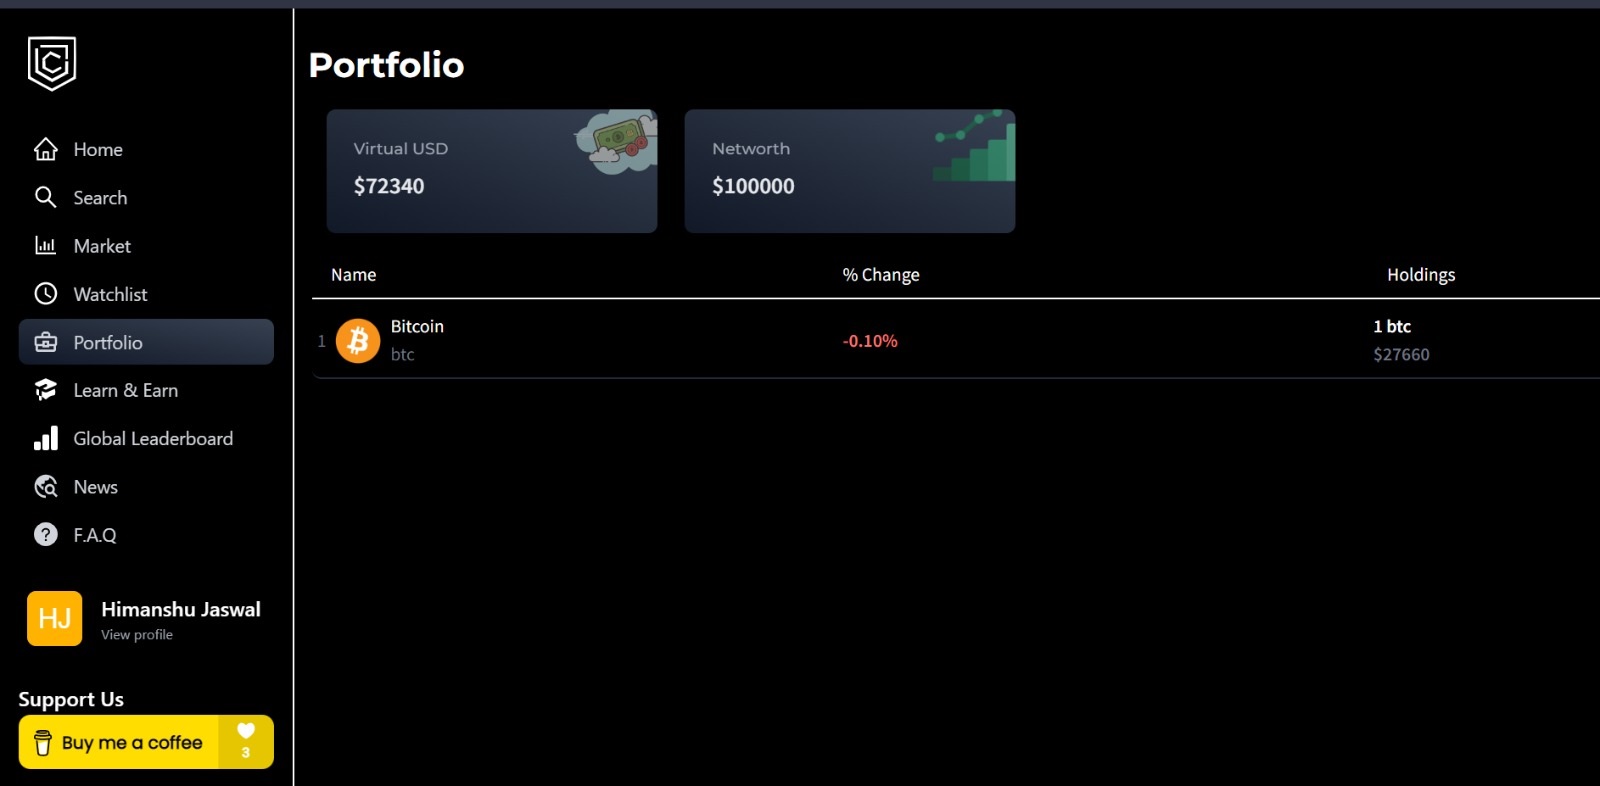 Home
Search
Market
Watchlist
Portfolio
Learn & Earn
Global Leaderboard
News
F.A.Q
HJ
Himanshu Jaswal
View profile
Support Us
Buy me a coffee
3
Portfolio
Virtual USD
$72340
Networth
$100000
Name % Change Holdings
1 Bitcoin
btc
-0.10%
1 btc
$27660